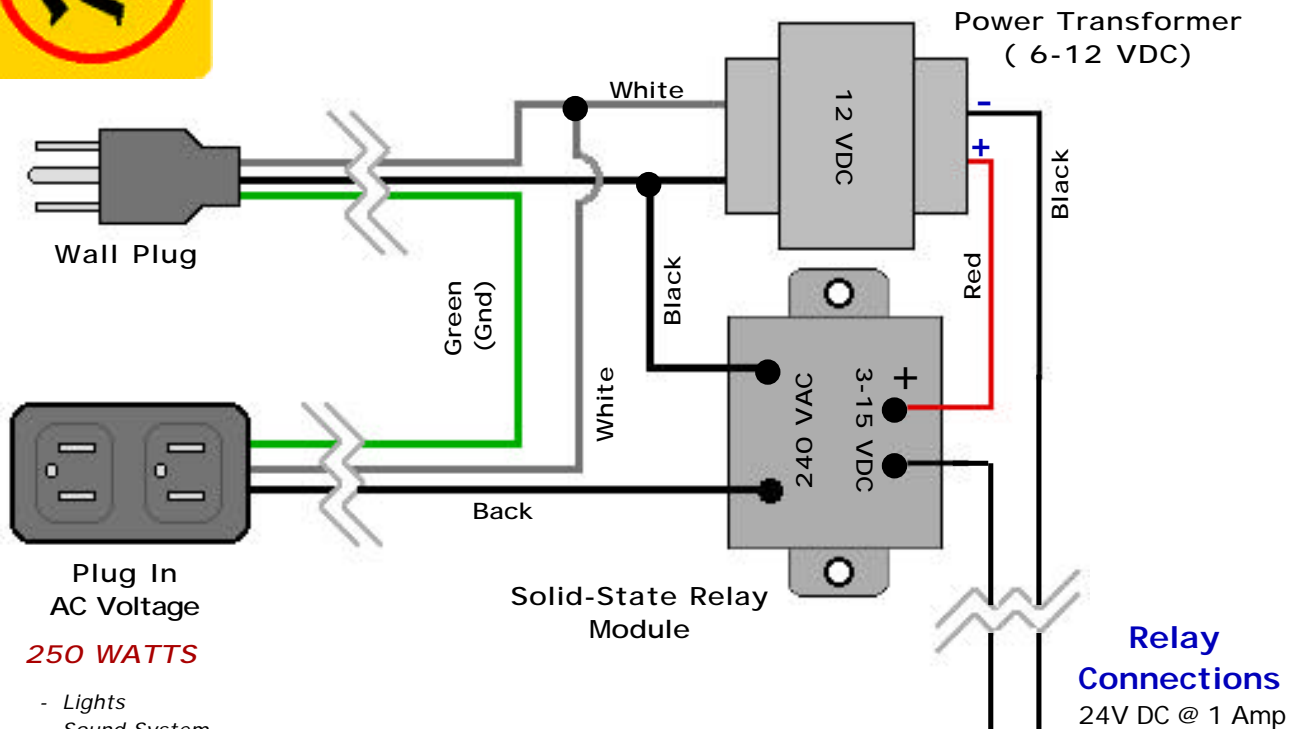 Power Transformer
( 6-12 VDC)
White
12 VDC
-
+
Black
Wall Plug
Green
(Gnd)
Black
Red
White
240 VAC
3-15 VDC
+
Back
Plug In
AC Voltage
Solid-State Relay
Module
250 WATTS
- Lights
Sound System
Relay
Connections
24V DC @ 1 Amp